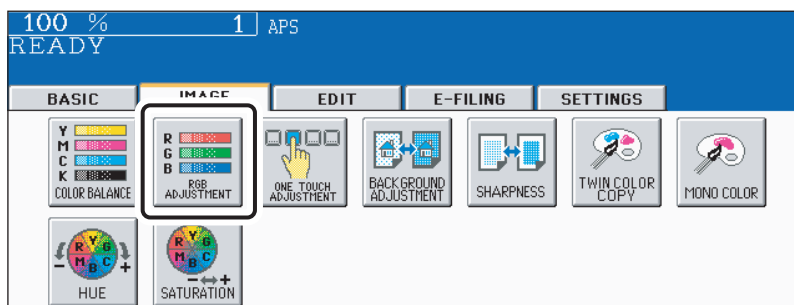 100 % 1 APS
READY
BASIC IMAGE EDIT E-FILING SETTINGS
Y
M
C
K
COLOR BALANCE
R
G
B
RGB
ADJUSTMENT
ONE TOUCH
ADJUSTMENT
BACKGROUND
ADJUSTMENT
SHARPNESS
TWIN COLOR
COPY
MONO COLOR
R Y G
M B C
- +
HUE
R Y G
M B C
- +
SATURATION